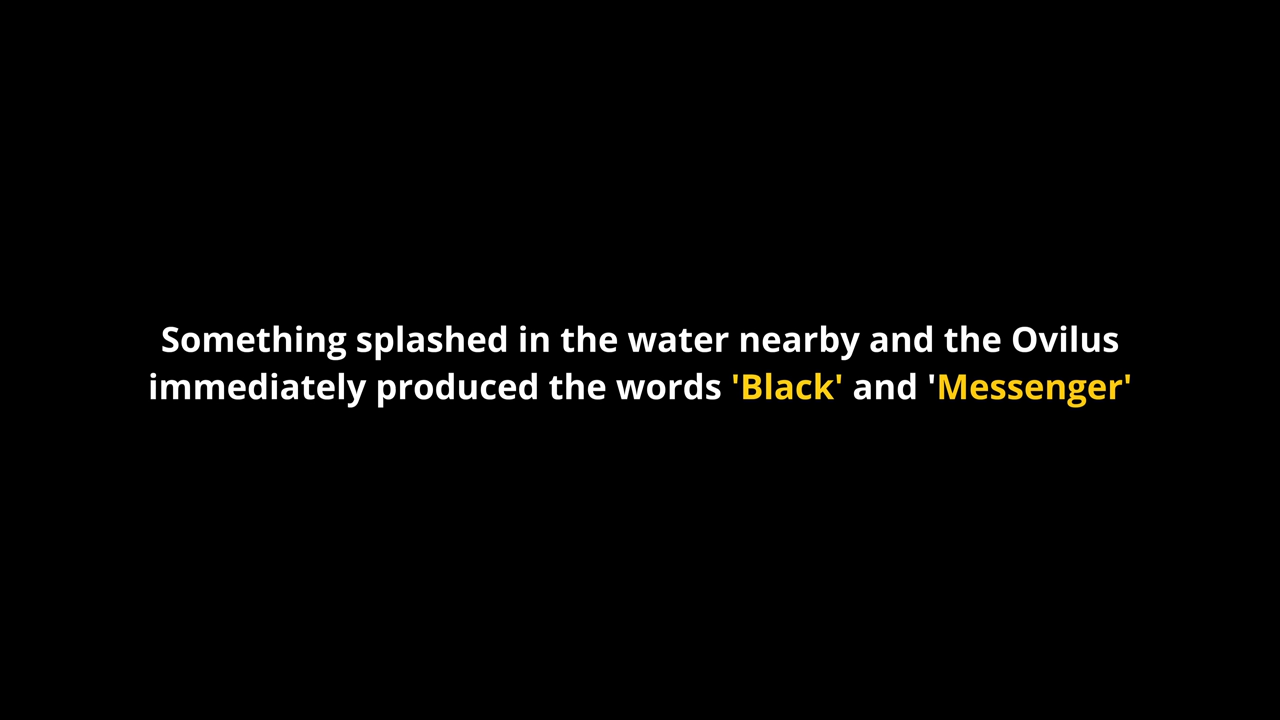 Something splashed in the water nearby and the Ovilus
immediately produced the words 'Black' and 'Messenger'